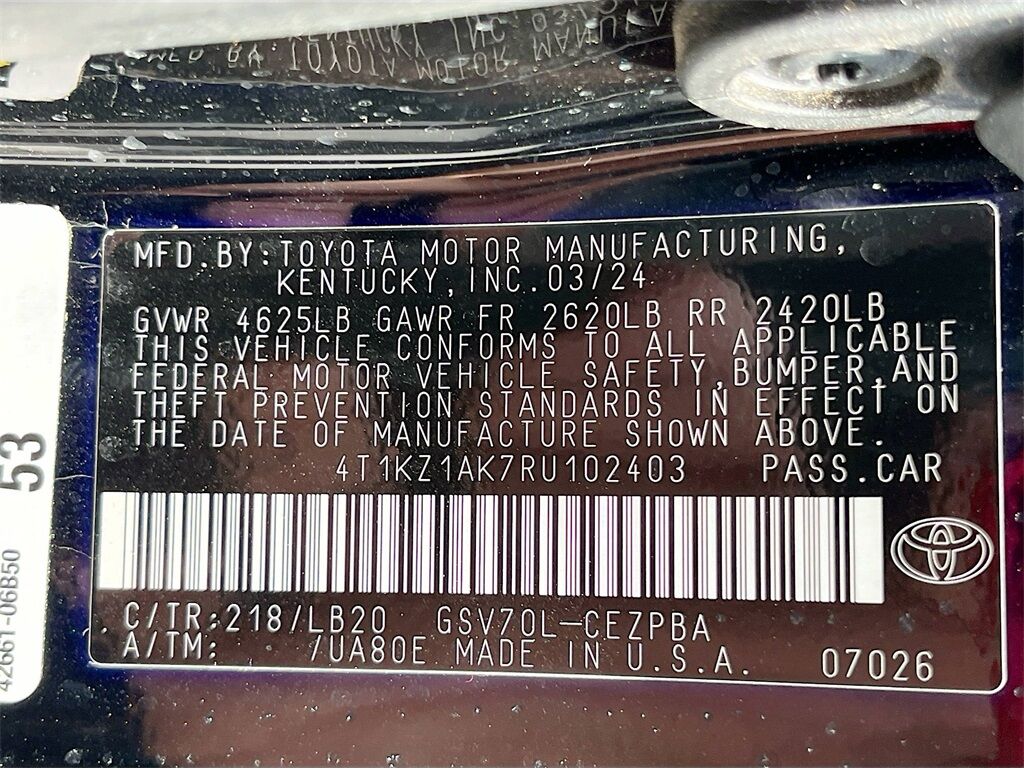 MFD.BY:TOYOTA MOTOR MANUFACTURING,
KENTUCKY,INC.03/24
GVWR 4625LB GAWR FR 2620LB RR 2420LB
THIS VEHICLE CONFORMS TO ALL APPLICABLE
FEDERAL MOTOR VEHICLE SAFETY,BUMPER,AND
THEFT PREVENTION STANDARDS IN EFFECT ON
THE DATE OF MANUFACTURE SHOWN ABOVE.
4T1KZ1AK7RU102403 PASS.CAR
C/TR:218/LB20 GSV70L-CEZPBA
A/TM: /UA80E MADE IN U.S.A. 07026
53
42661-06B50